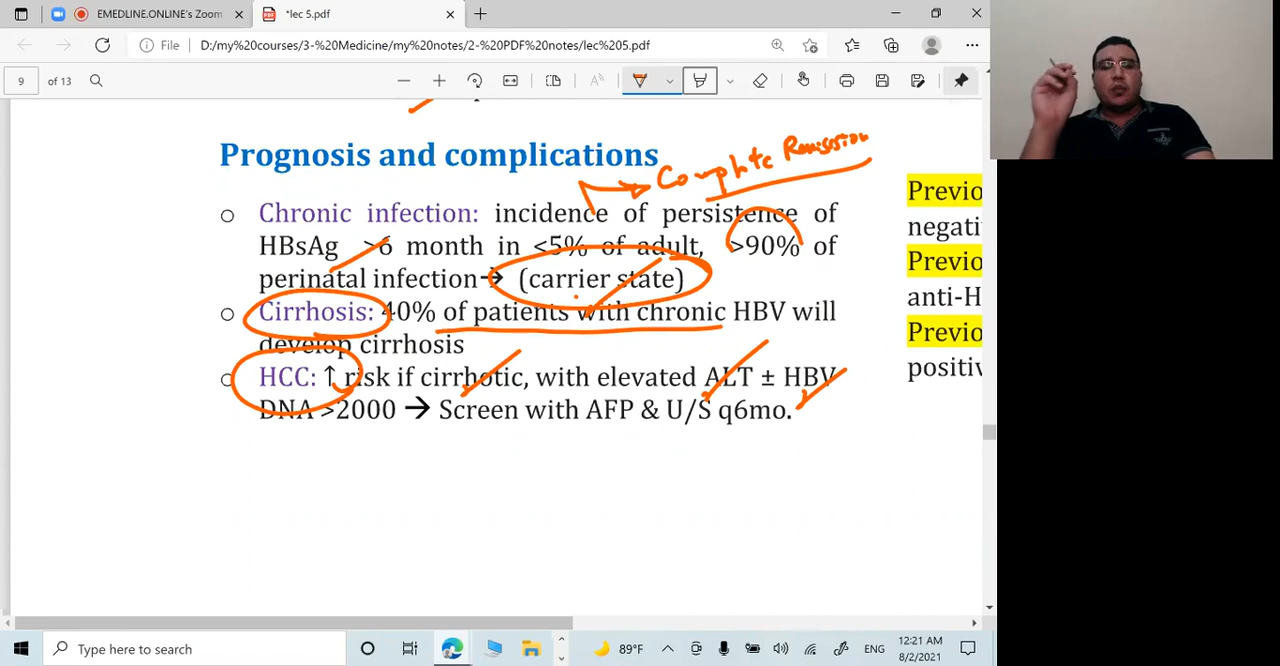 EMEDLINE.ONLINE's Zoom
*lec 5.pdf
File
D:/my%20courses/3-%20Medicine/my%20notes/2-%20PDF%20notes/lec%205.pdf
9 of 13
Prognosis and complications
Complete Remission
○ Chronic infection: incidence of persistence of
HBsAg >6 month in <5% of adult, >90% of
perinatal infection→ (carrier state)
○ Cirrhosis: 40% of patients with chronic HBV will
develop cirrhosis
○ HCC: ↑ risk if cirrhotic, with elevated ALT ± HBV
DNA >2000 → Screen with AFP & U/S q6mo.
Previo
negati
Previo
anti-H
Previo
positiv
Type here to search
89°F
ENG
12:21 AM
8/2/2021